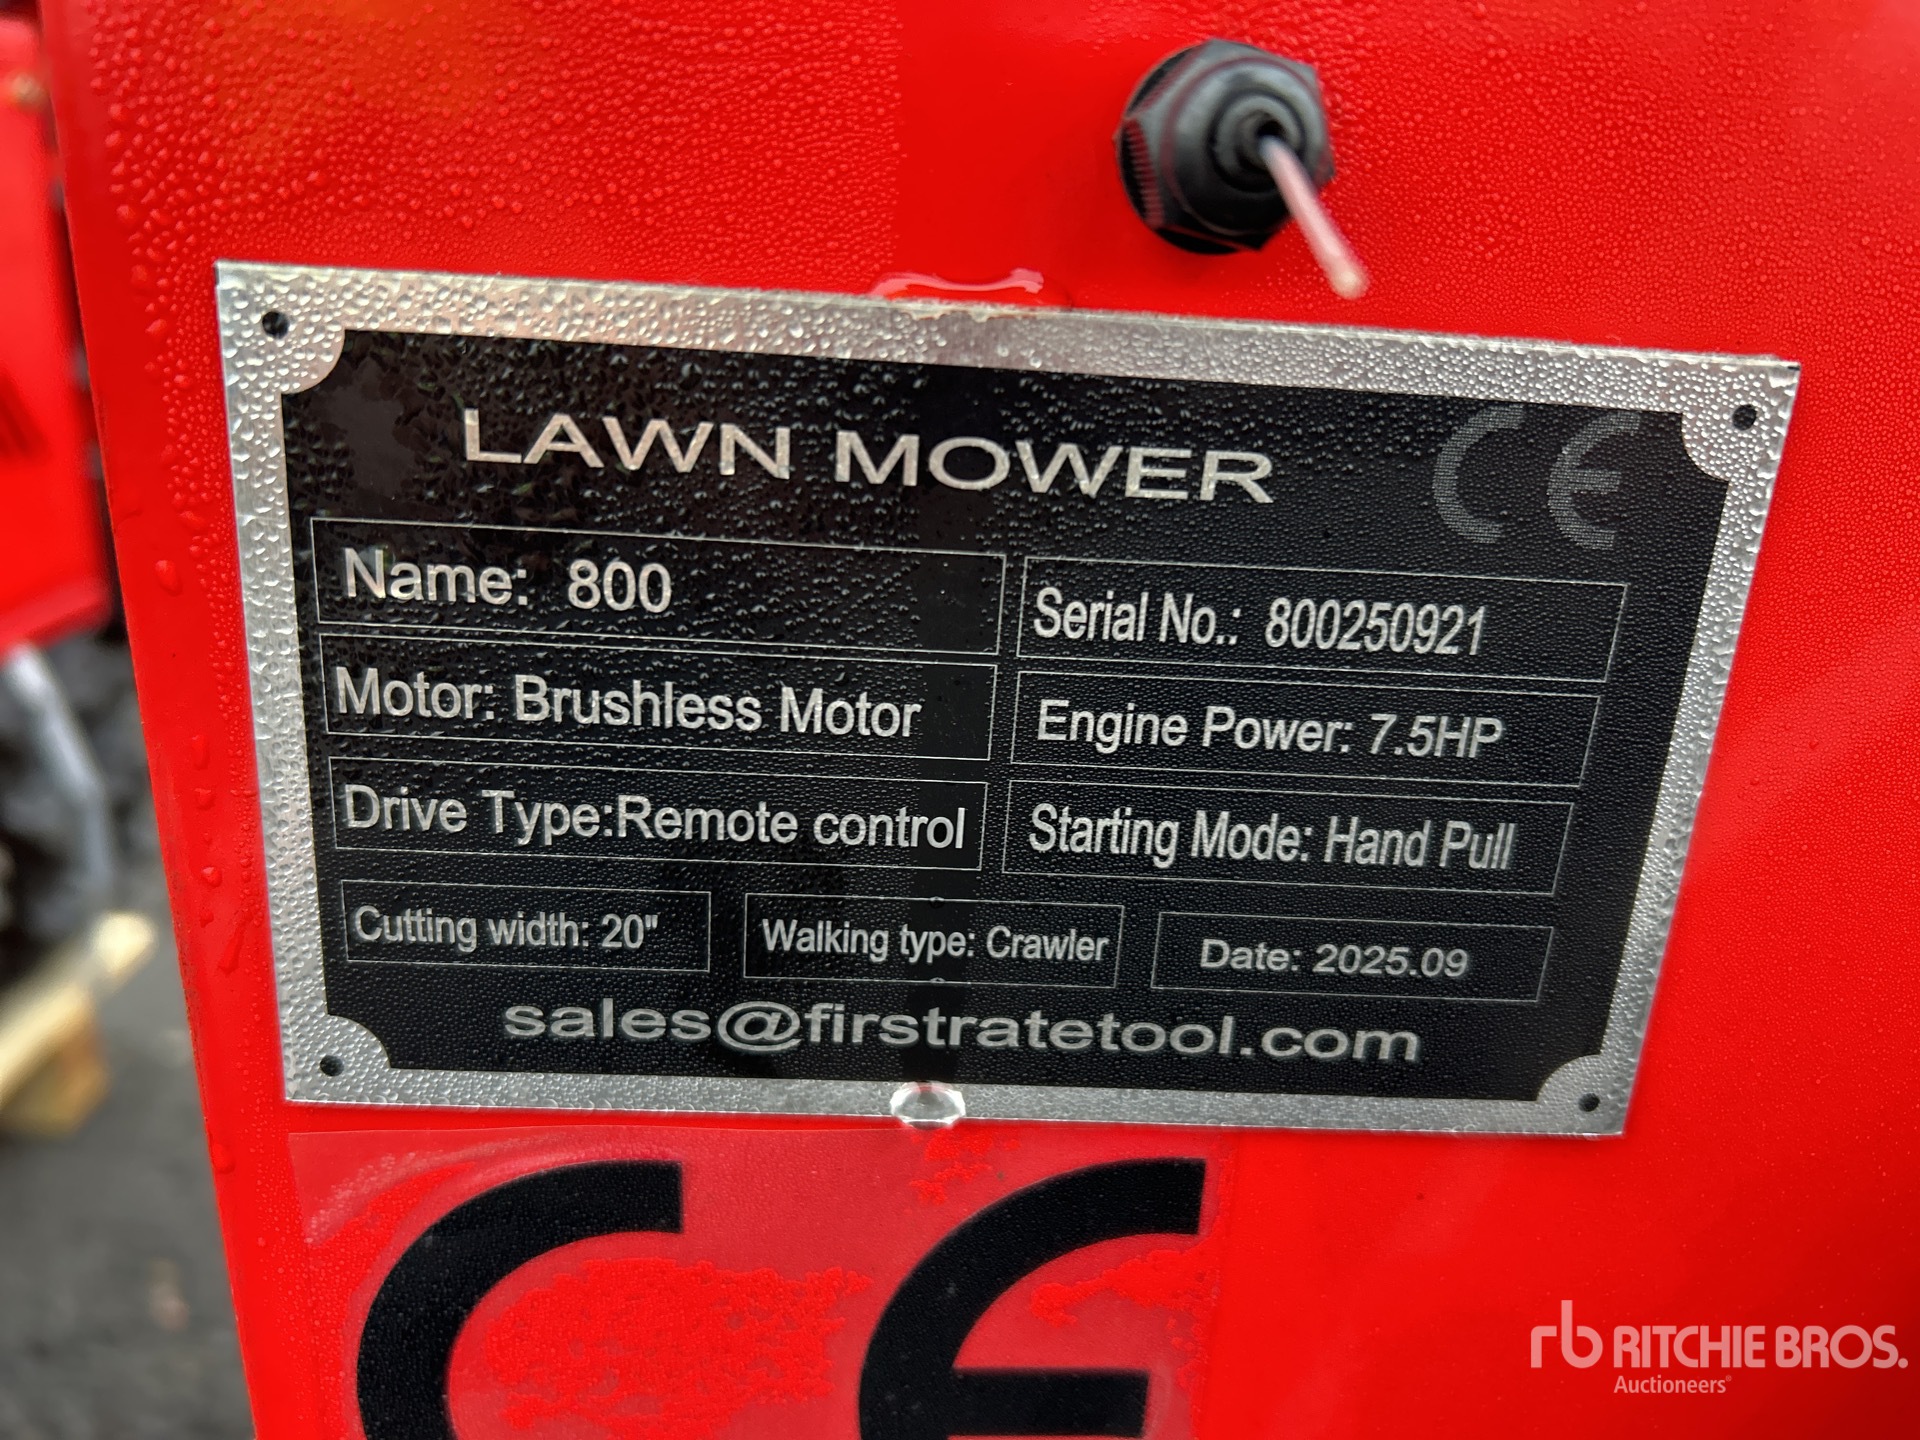 LAWN MOWER CE
Name: 800
Serial No.: 800250921
Motor: Brushless Motor
Engine Power: 7.5HP
Drive Type:Remote control
Starting Mode: Hand Pull
Cutting width: 20"
Walking type: Crawler
Date: 2025.09
sales@firstratetool.com
CE
rb RITCHIE BROS.
Auctioneers